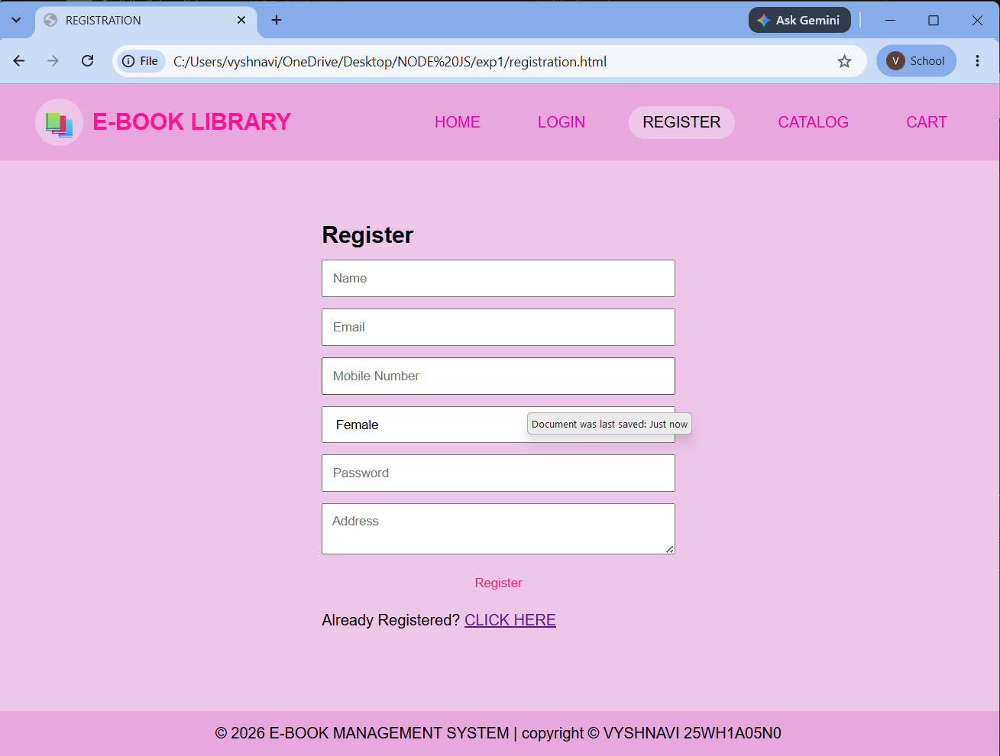 REGISTRATION
Ask Gemini
File
C:/Users/vyshnavi/OneDrive/Desktop/NODE%20JS/exp1/registration.html
V
School
E-BOOK LIBRARY
HOME
LOGIN
REGISTER
CATALOG
CART
Register
Name
Email
Mobile Number
Female
Document was last saved: Just now
Password
Address
Register
Already Registered? CLICK HERE
© 2026 E-BOOK MANAGEMENT SYSTEM | copyright © VYSHNAVI 25WH1A05N0